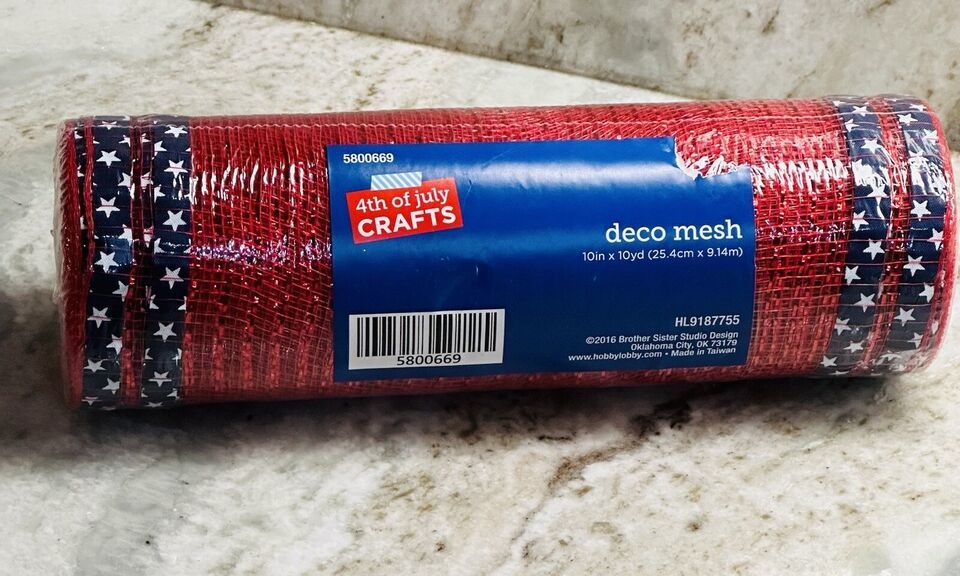 5800669
4th of july
CRAFTS
deco mesh
10in x 10yd (25.4cm x 9.14m)
5800669
HL9187755
©2016 Brother Sister Studio Design
Oklahoma City, OK 73179
www.hobbylobby.com • Made in Taiwan